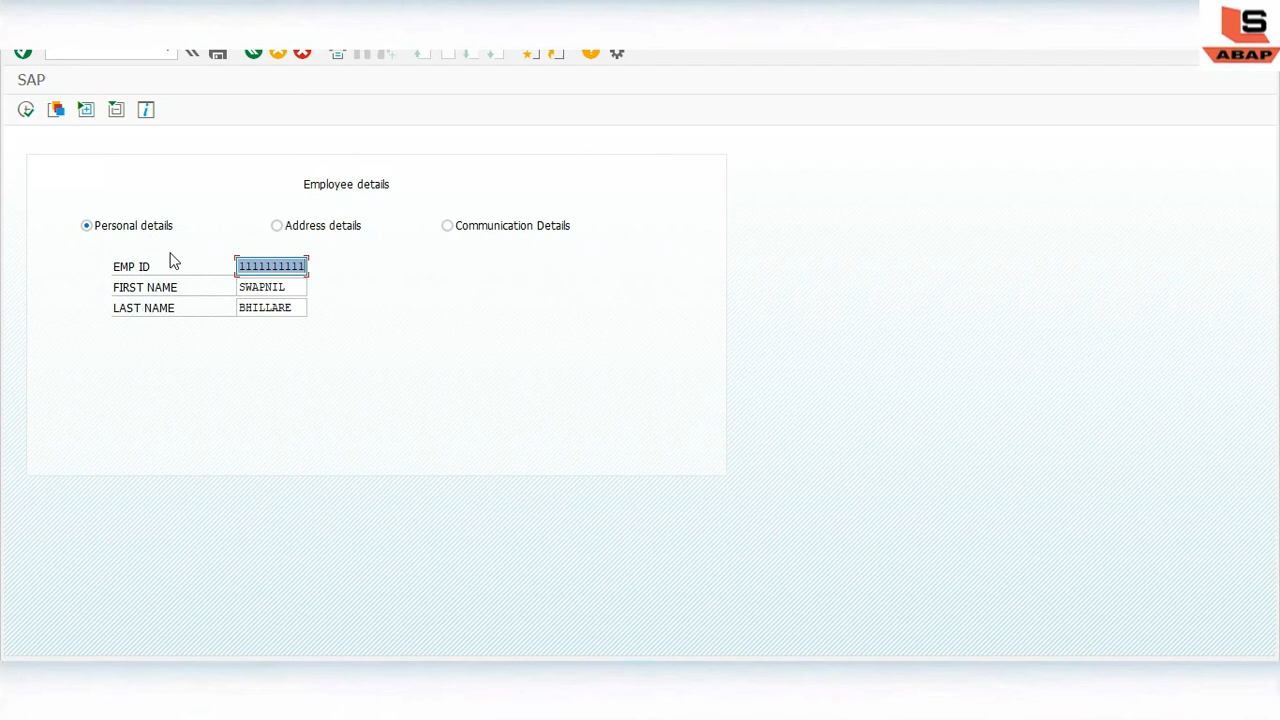 LS
ABAP
SAP
Employee details
Personal details Address details Communication Details
EMP ID 1111111111
FIRST NAME SWAPNIL
LAST NAME BHILLARE